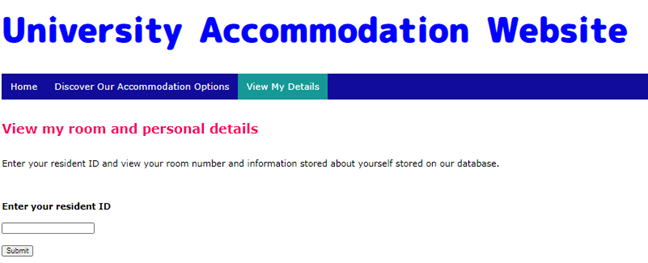 University Accommodation Website
Home Discover Our Accommodation Options View My Details
View my room and personal details
Enter your resident ID and view your room number and information stored about yourself stored on our database.
Enter your resident ID
Submit